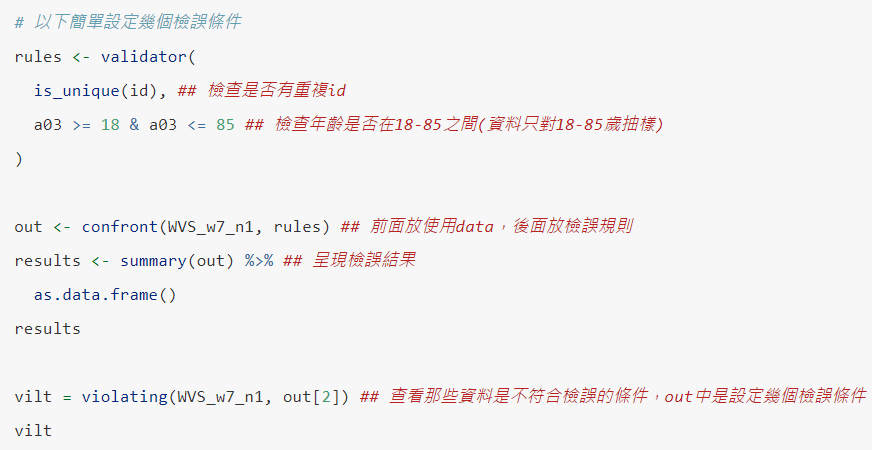 # 以下簡單設定幾個檢誤條件
rules <- validator(
  is_unique(id), ## 檢查是否有重複id
  a03 >= 18 & a03 <= 85 ## 檢查年齡是否在18-85之間(資料只對18-85歲抽樣)
)
out <- confront(WVS_w7_n1, rules) ## 前面放使用data，後面放檢誤規則
results <- summary(out) %>% ## 呈現檢誤結果
  as.data.frame()
results
vilt = violating(WVS_w7_n1, out[2]) ## 查看那些資料是不符合檢誤的條件，out中是設定幾個檢誤條件
vilt